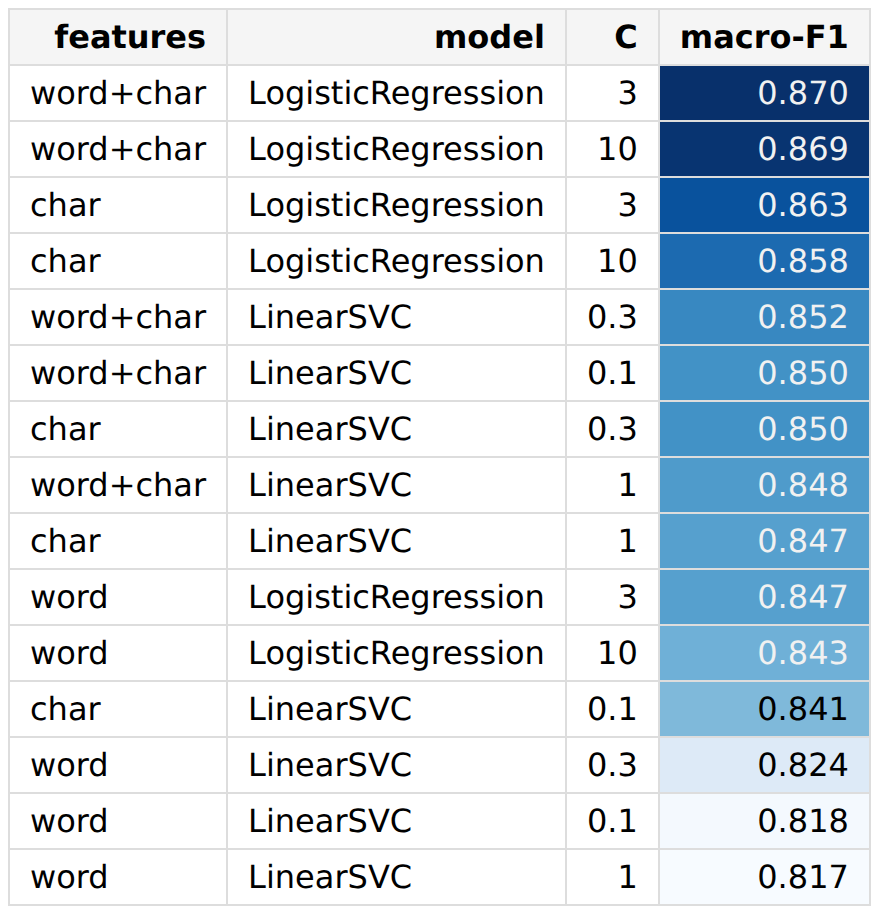 features model C macro-F1
word+char LogisticRegression 3 0.870
word+char LogisticRegression 10 0.869
char LogisticRegression 3 0.863
char LogisticRegression 10 0.858
word+char LinearSVC 0.3 0.852
word+char LinearSVC 0.1 0.850
char LinearSVC 0.3 0.850
word+char LinearSVC 1 0.848
char LinearSVC 1 0.847
word LogisticRegression 3 0.847
word LogisticRegression 10 0.843
char LinearSVC 0.1 0.841
word LinearSVC 0.3 0.824
word LinearSVC 0.1 0.818
word LinearSVC 1 0.817